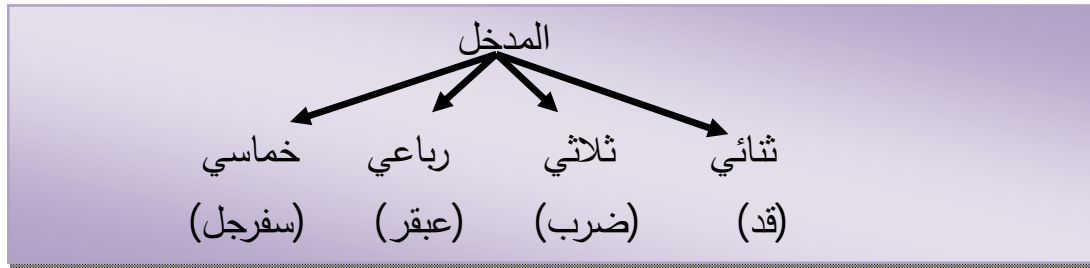 المدخل
ثنائي ثلاثي رباعي خماسي
(قد) (ضرب) (عبقر) (سفرجل)